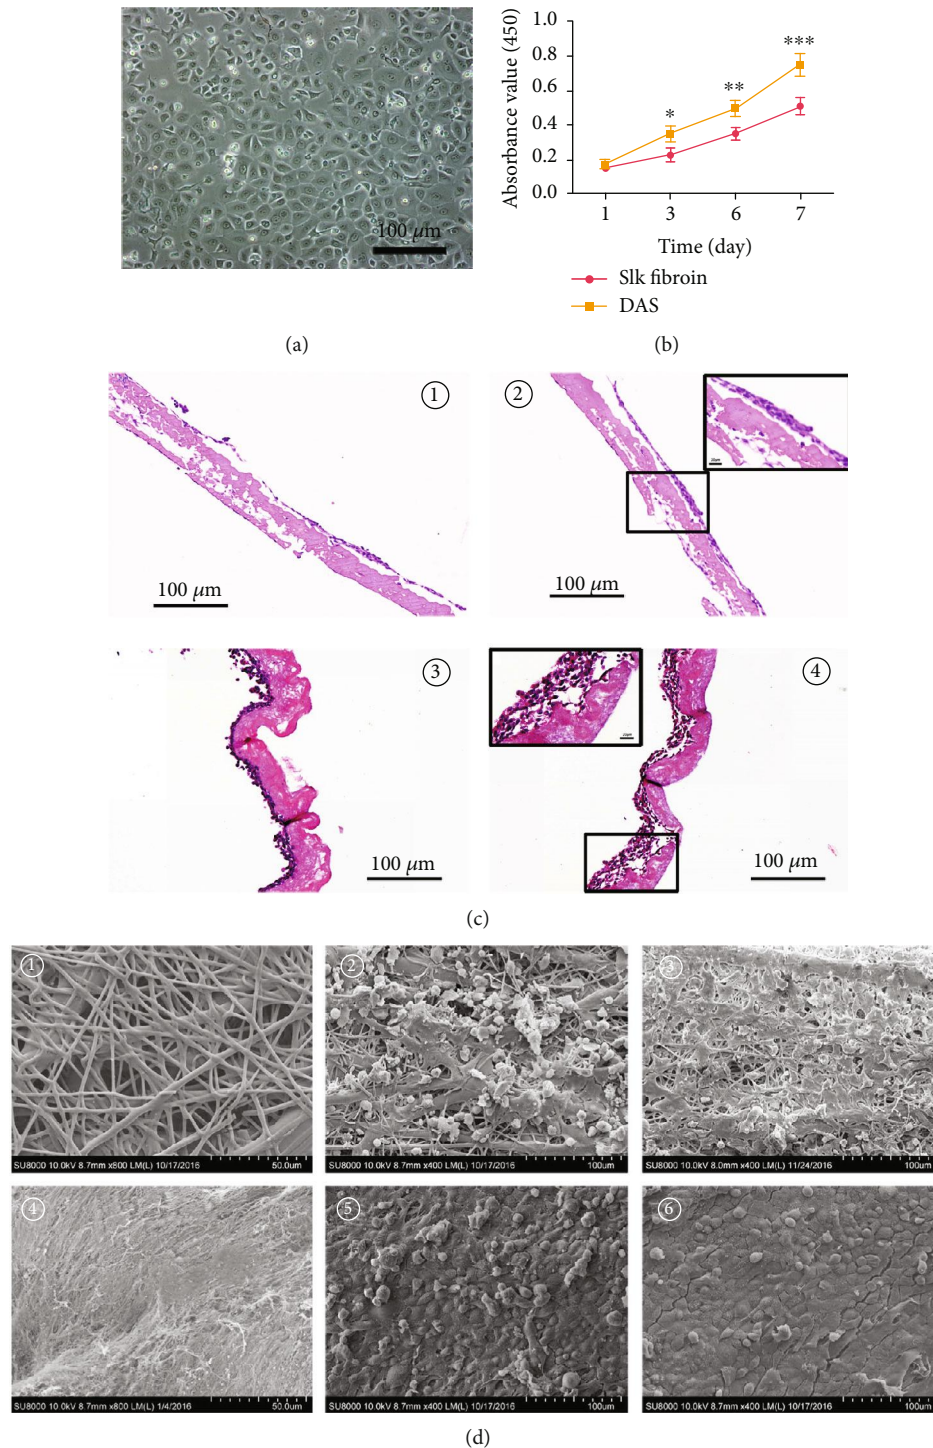 100 μm
(a)
Absorbance value (450)
1.0
0.8
0.6
0.4
0.2
0.0
*
**
***
1 3 6 7
Time (day)
Slk fibroin
DAS
(b)
1
100 μm
2
100 μm
3
100 μm
4
100 μm
(c)
1
SU8000 10.0kV 8.7mm x800 LM(L) 10/17/2016 50.0um
2
SU8000 10.0kV 8.7mm x400 LM(L) 10/17/2016 100um
3
SU8000 10.0kV 8.0mm x400 LM(L) 11/24/2016 100um
4
SU8000 10.0kV 8.7mm x800 LM(L) 1/4/2016 50.0um
5
SU8000 10.0kV 8.7mm x400 LM(L) 10/17/2016 100um
6
SU8000 10.0kV 8.7mm x400 LM(L) 10/17/2016 100um
(d)